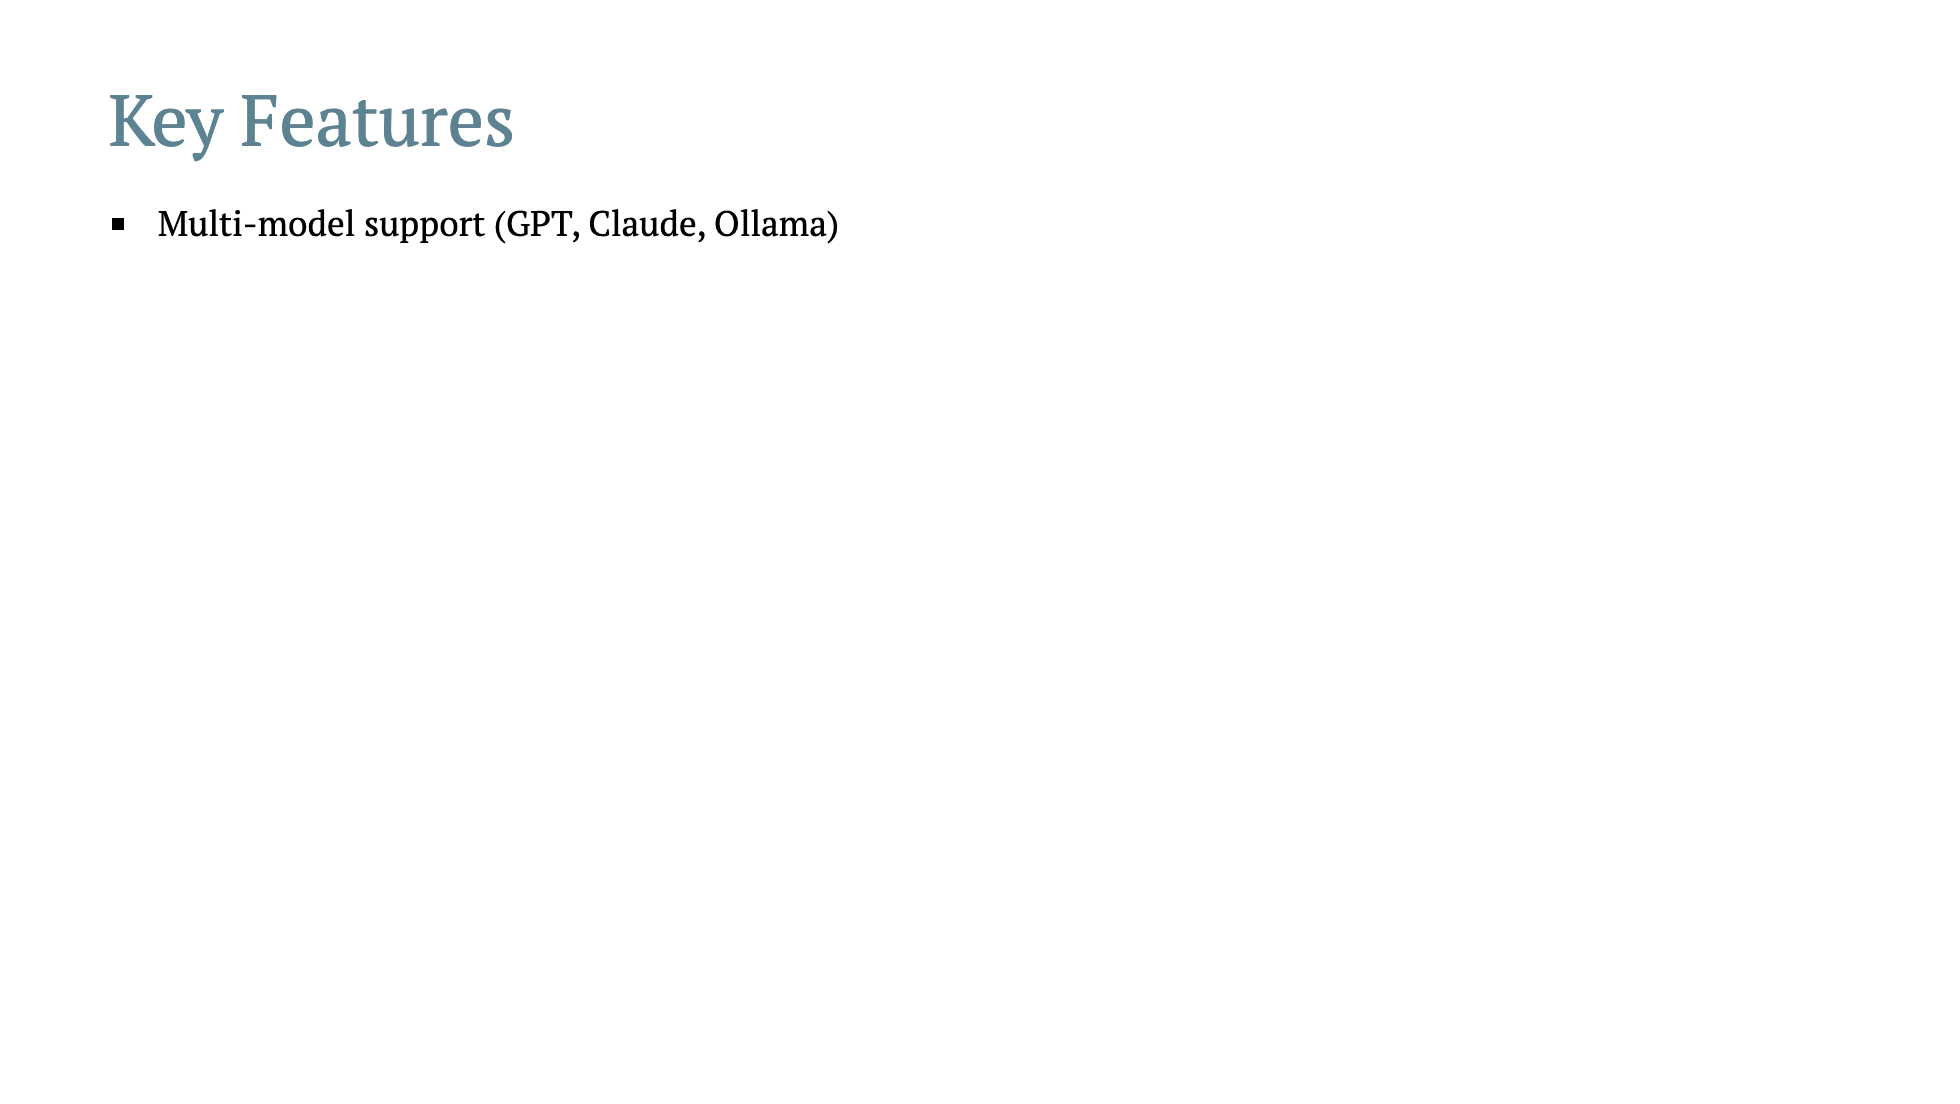 Key Features
▪ Multi-model support (GPT, Claude, Ollama)